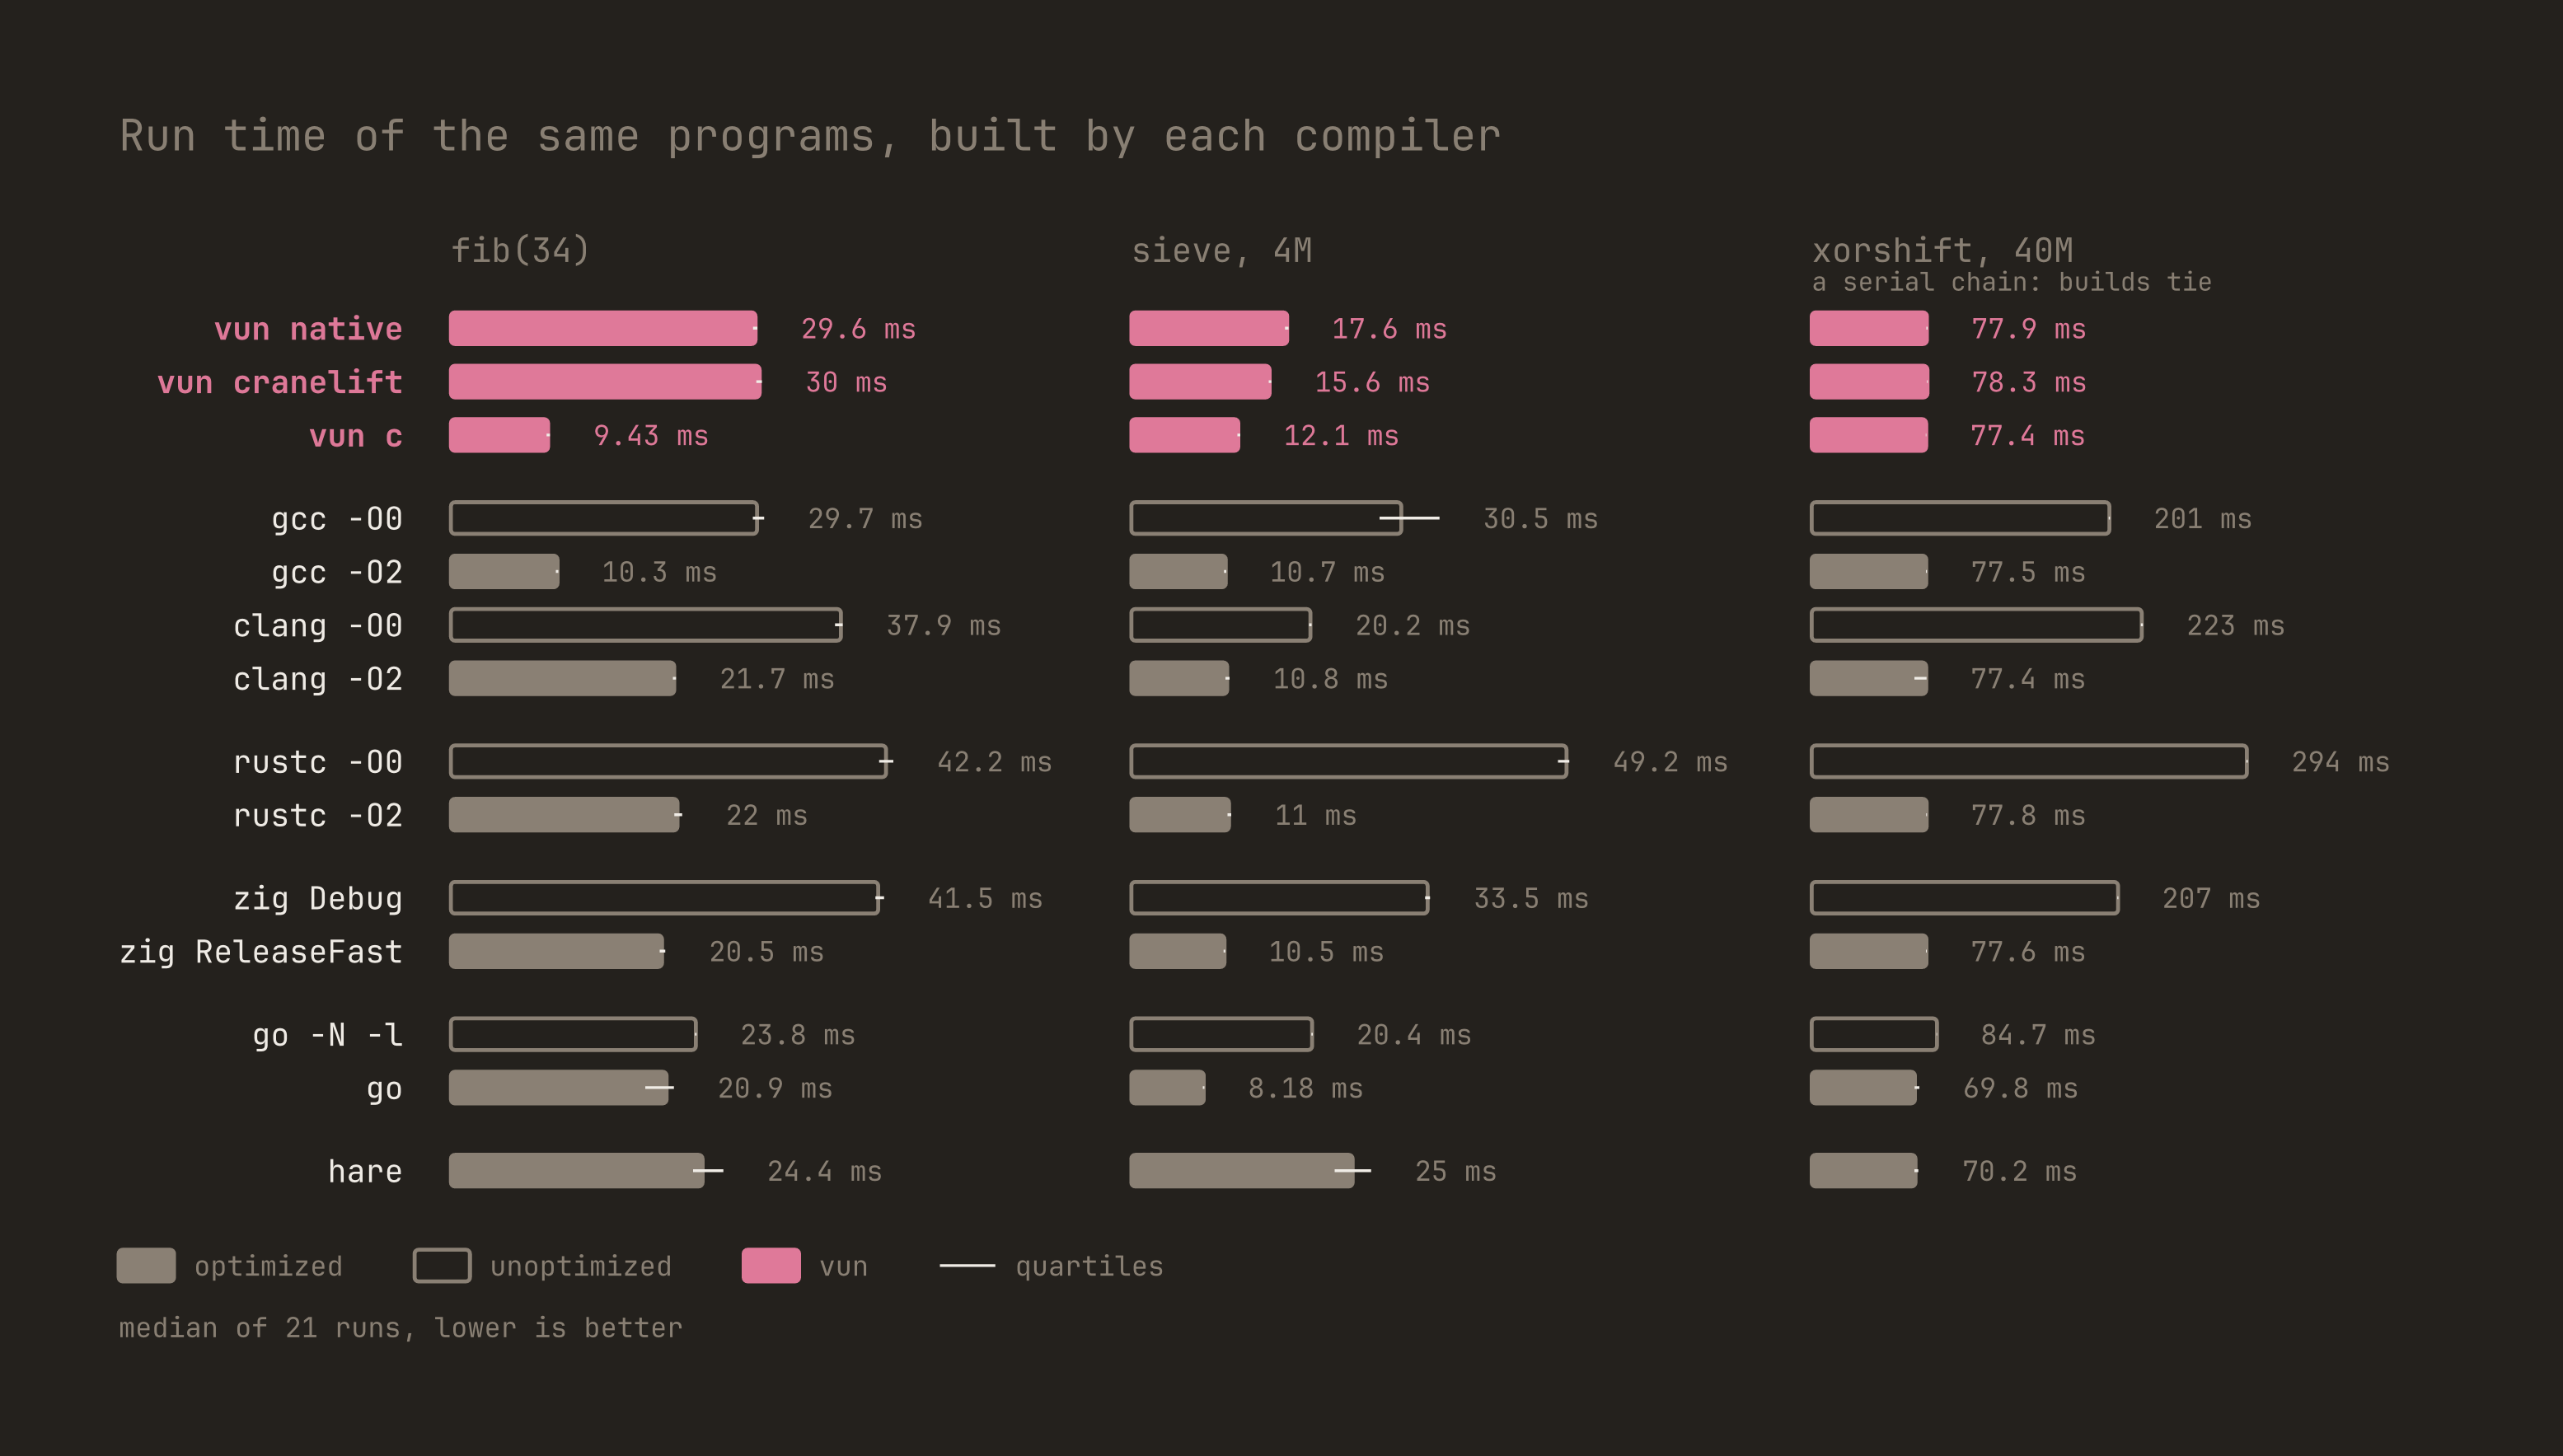 Run time of the same programs, built by each compiler
fib(34) sieve, 4M xorshift, 40M
a serial chain: builds tie
vun native 29.6 ms 17.6 ms 77.9 ms
vun cranelift 30 ms 15.6 ms 78.3 ms
vun c 9.43 ms 12.1 ms 77.4 ms
gcc -O0 29.7 ms 30.5 ms 201 ms
gcc -O2 10.3 ms 10.7 ms 77.5 ms
clang -O0 37.9 ms 20.2 ms 223 ms
clang -O2 21.7 ms 10.8 ms 77.4 ms
rustc -O0 42.2 ms 49.2 ms 294 ms
rustc -O2 22 ms 11 ms 77.8 ms
zig Debug 41.5 ms 33.5 ms 207 ms
zig ReleaseFast 20.5 ms 10.5 ms 77.6 ms
go -N -l 23.8 ms 20.4 ms 84.7 ms
go 20.9 ms 8.18 ms 69.8 ms
hare 24.4 ms 25 ms 70.2 ms
optimized unoptimized vun quartiles
median of 21 runs, lower is better